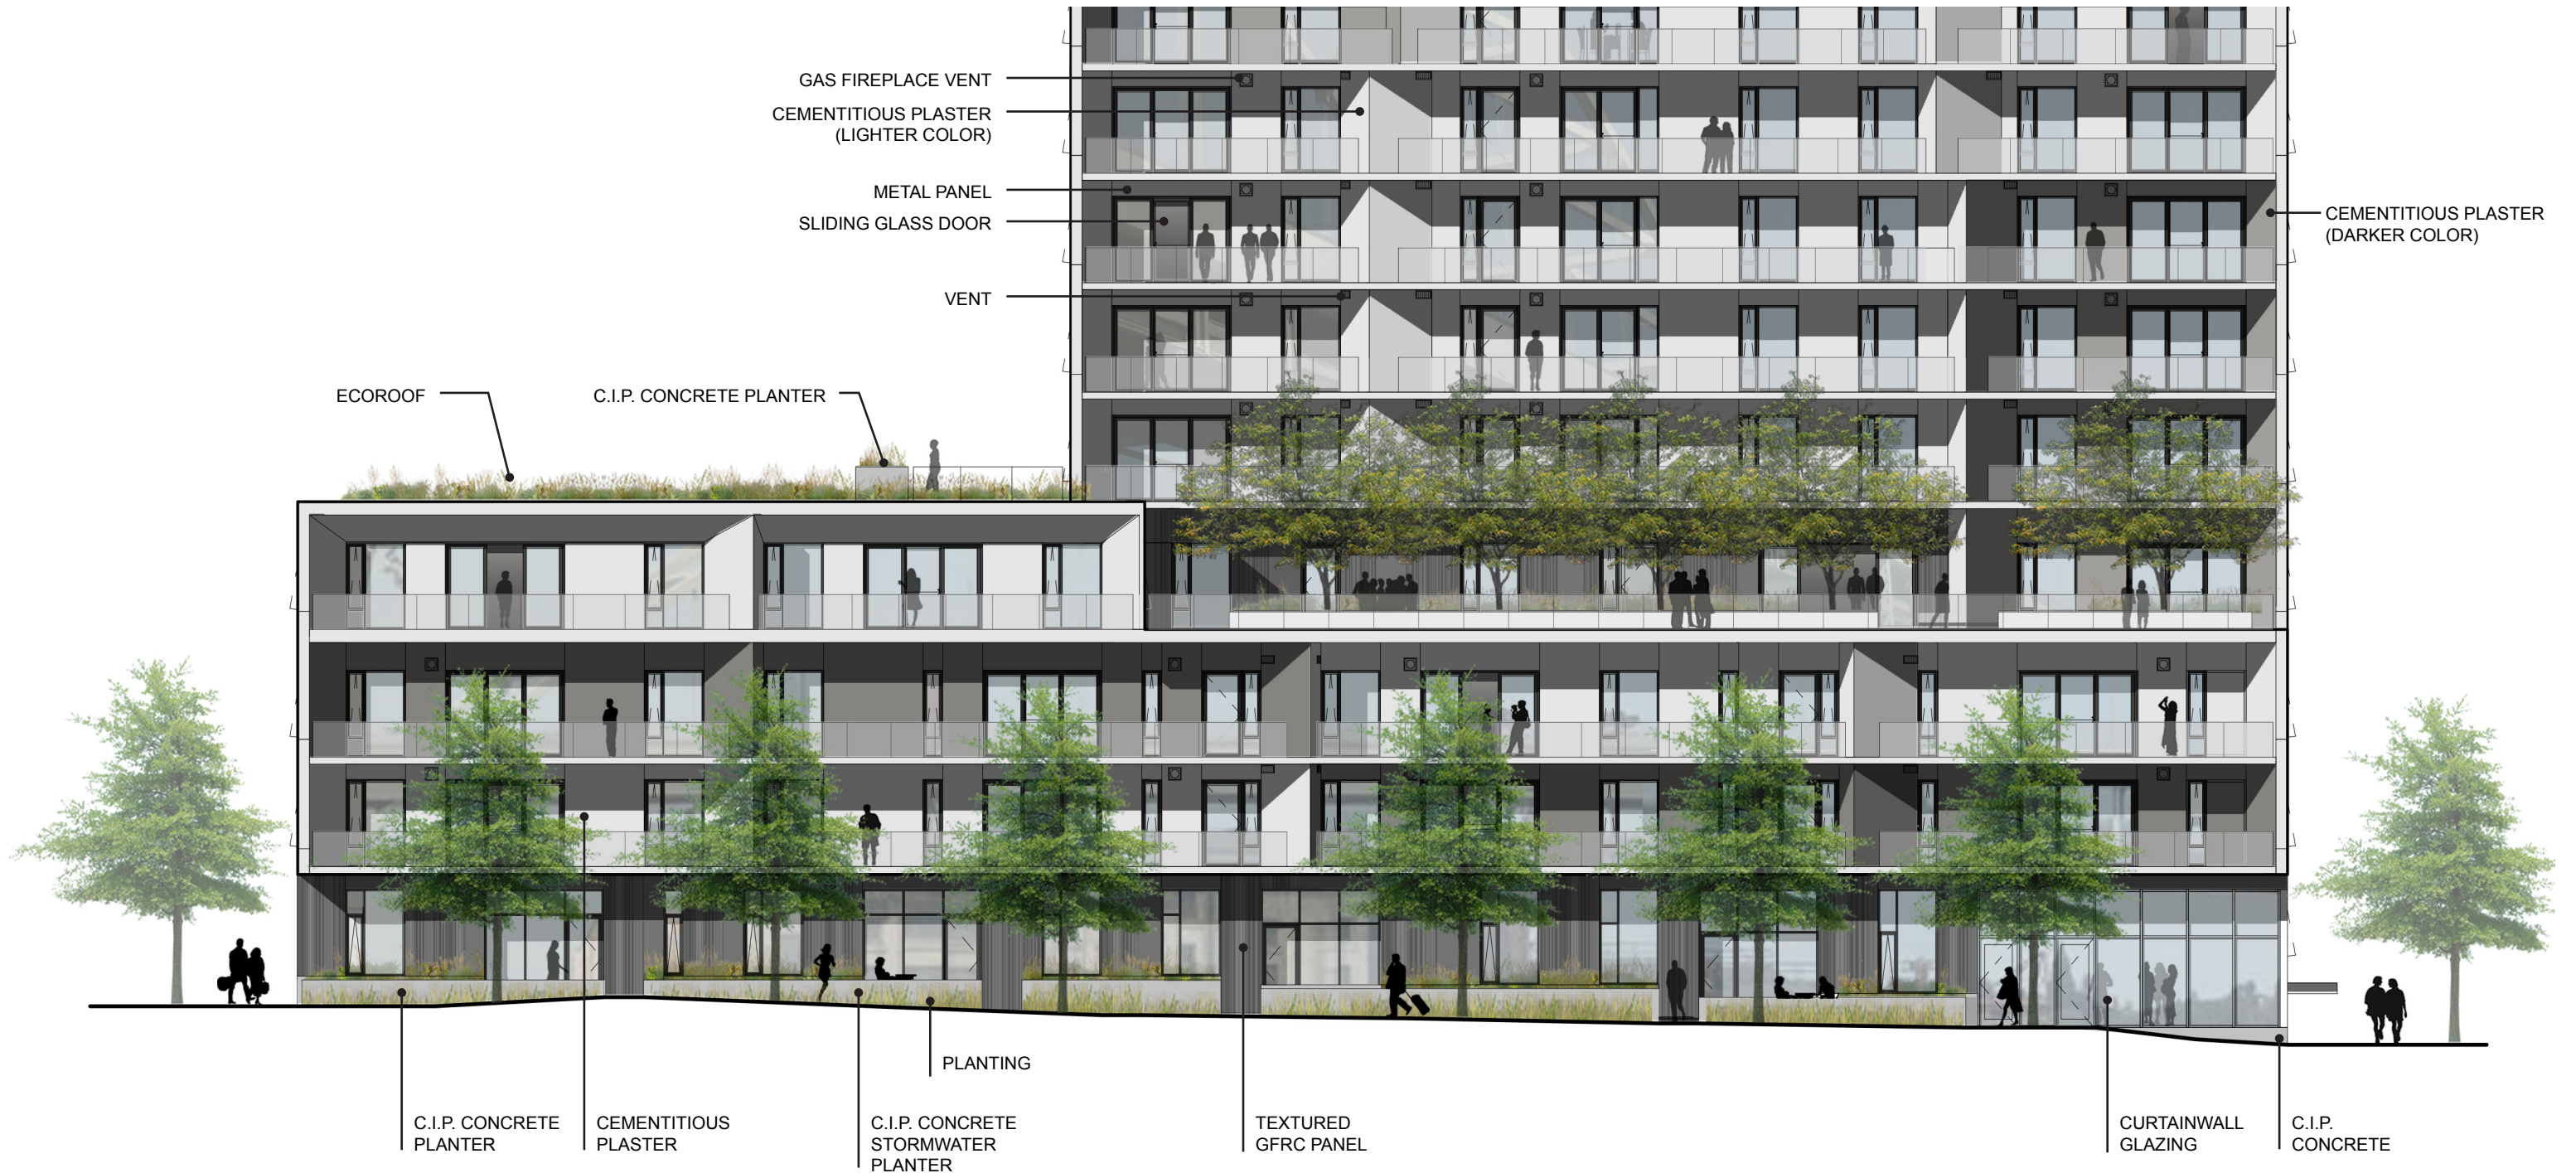 GAS FIREPLACE VENT
CEMENTITIOUS PLASTER
(LIGHTER COLOR)
METAL PANEL
SLIDING GLASS DOOR
CEMENTITIOUS PLASTER
(DARKER COLOR)
VENT
ECOROOF
C.I.P. CONCRETE PLANTER
PLANTING
C.I.P. CONCRETE
PLANTER
CEMENTITIOUS
PLASTER
C.I.P. CONCRETE
STORMWATER
PLANTER
TEXTURED
GFRC PANEL
CURTAINWALL
GLAZING
C.I.P.
CONCRETE